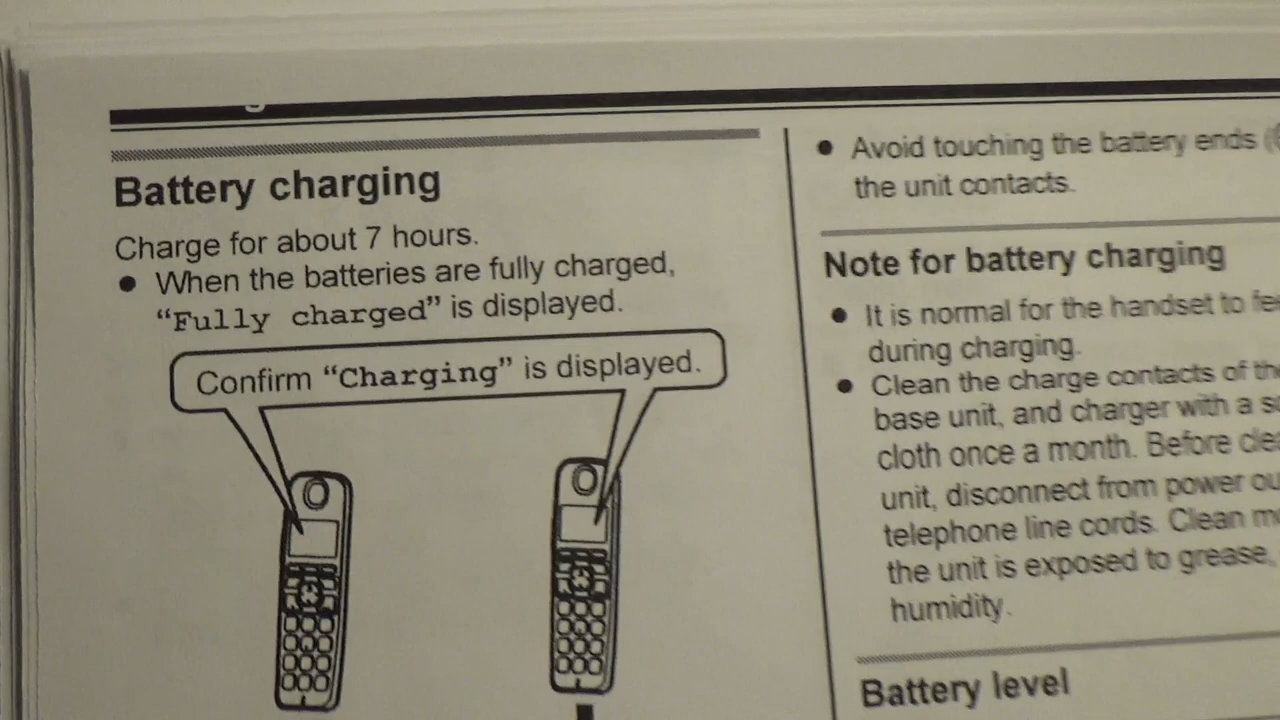 Battery charging
Charge for about 7 hours.
● When the batteries are fully charged,
“Fully charged” is displayed.
Confirm “Charging” is displayed.
● Avoid touching the battery ends
the unit contacts.
Note for battery charging
● It is normal for the handset to
during charging.
● Clean the charge contacts of
base unit, and charger with a
cloth once a month. Before
unit, disconnect from power
telephone line cords. Clean
the unit is exposed to grease,
humidity.
Battery level